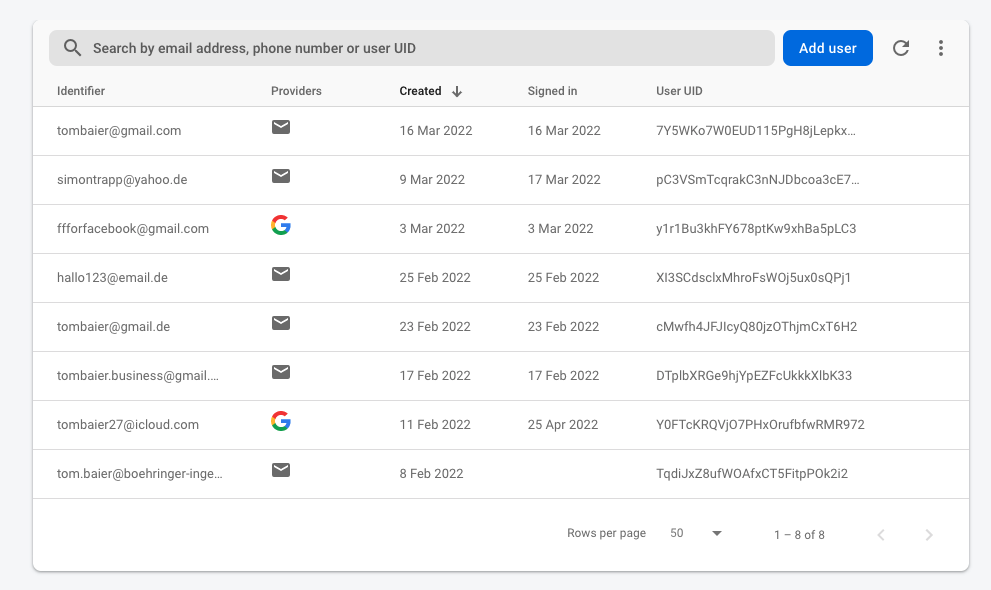 Search by email address, phone number or user UID Add user
Identifier Providers Created Signed in User UID
tombaier@gmail.com 16 Mar 2022 16 Mar 2022 7Y5WKo7W0EUD115PgH8jLepkx...
simontrapp@yahoo.de 9 Mar 2022 17 Mar 2022 pC3VSmTcqrakC3nNJDbcoa3cE7...
ffforfacebook@gmail.com 3 Mar 2022 3 Mar 2022 y1r1Bu3khFY678ptKw9xhBa5pLC3
hallo123@email.de 25 Feb 2022 25 Feb 2022 XI3SCdsclxMhroFsWOj5ux0sQPj1
tombaier@gmail.de 23 Feb 2022 23 Feb 2022 cMwfh4JFJIcyQ80jzOThjmCxT6H2
tombaier.business@gmail.... 17 Feb 2022 17 Feb 2022 DTplbXRGe9hjYpEZFcUkkkXlbK33
tombaier27@icloud.com 11 Feb 2022 25 Apr 2022 Y0FTcKRQVjO7PHxOrufbfwRMR972
tom.baier@boehringer-inge... 8 Feb 2022 TqdiJxZ8ufWOAfxCT5FitpPOk2i2
Rows per page 50 1 – 8 of 8